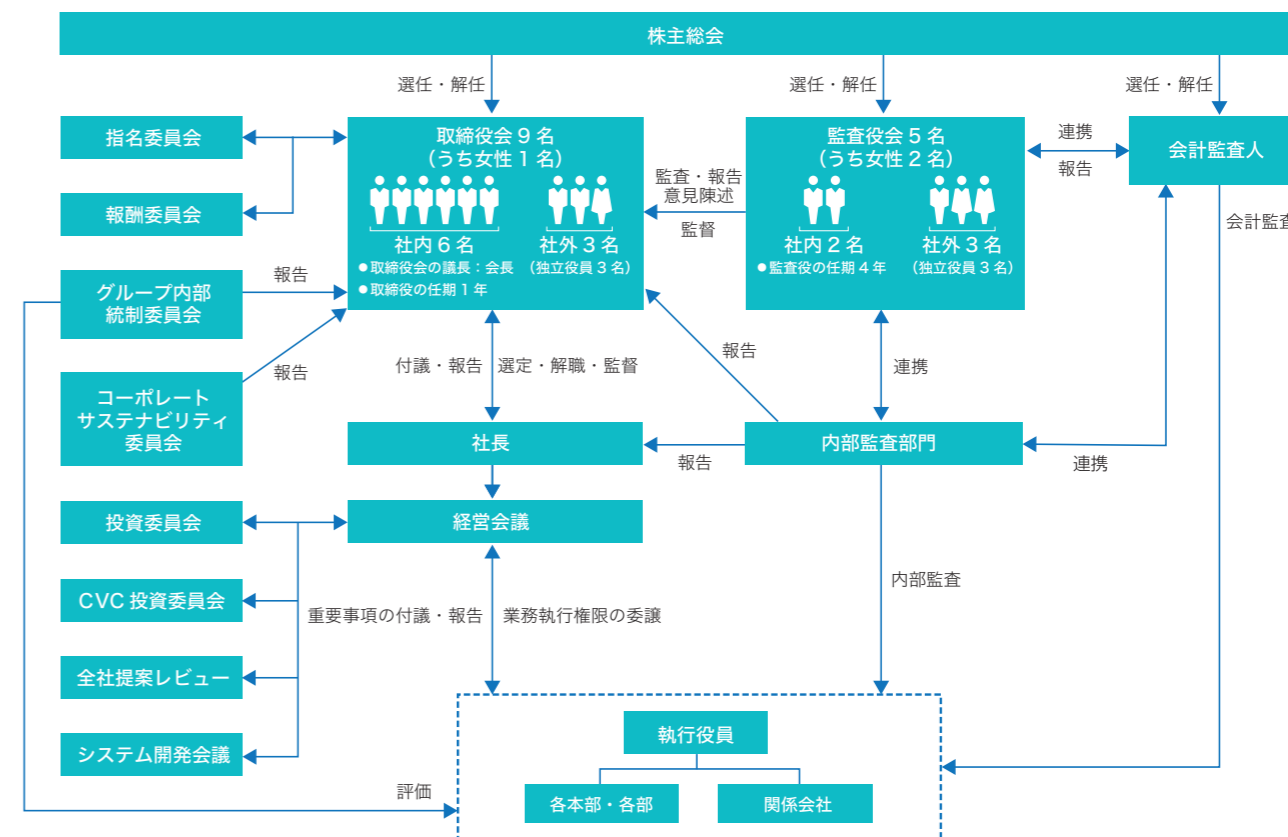 株主総会
選任・解任
選任・解任
選任・解任
指名委員会
報酬委員会
グループ内部
統制委員会
コーポレート
サステナビリティ
委員会
報告
報告
取締役会 9 名
（うち女性 1 名）
社内 6 名
社外 3 名
●取締役会の議長：会長
（独立役員 3 名）
●取締役の任期 1 年
監査・報告
意見陳述
監督
監査役会 5 名
（うち女性 2 名）
社内 2 名
社外 3 名
●監査役の任期 4 年
（独立役員 3 名）
連携
報告
会計監査人
会計監査
付議・報告
選定・解職・監督
報告
連携
社長
報告
内部監査部門
連携
経営会議
投資委員会
CVC 投資委員会
全社提案レビュー
システム開発会議
重要事項の付議・報告
業務執行権限の委譲
内部監査
評価
執行役員
各本部・各部
関係会社